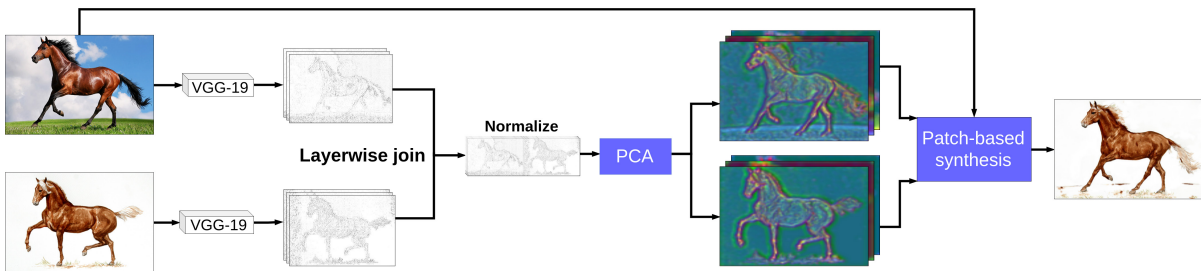 VGG-19
Normalize
Layerwise join
PCA
Patch-based
synthesis
VGG-19